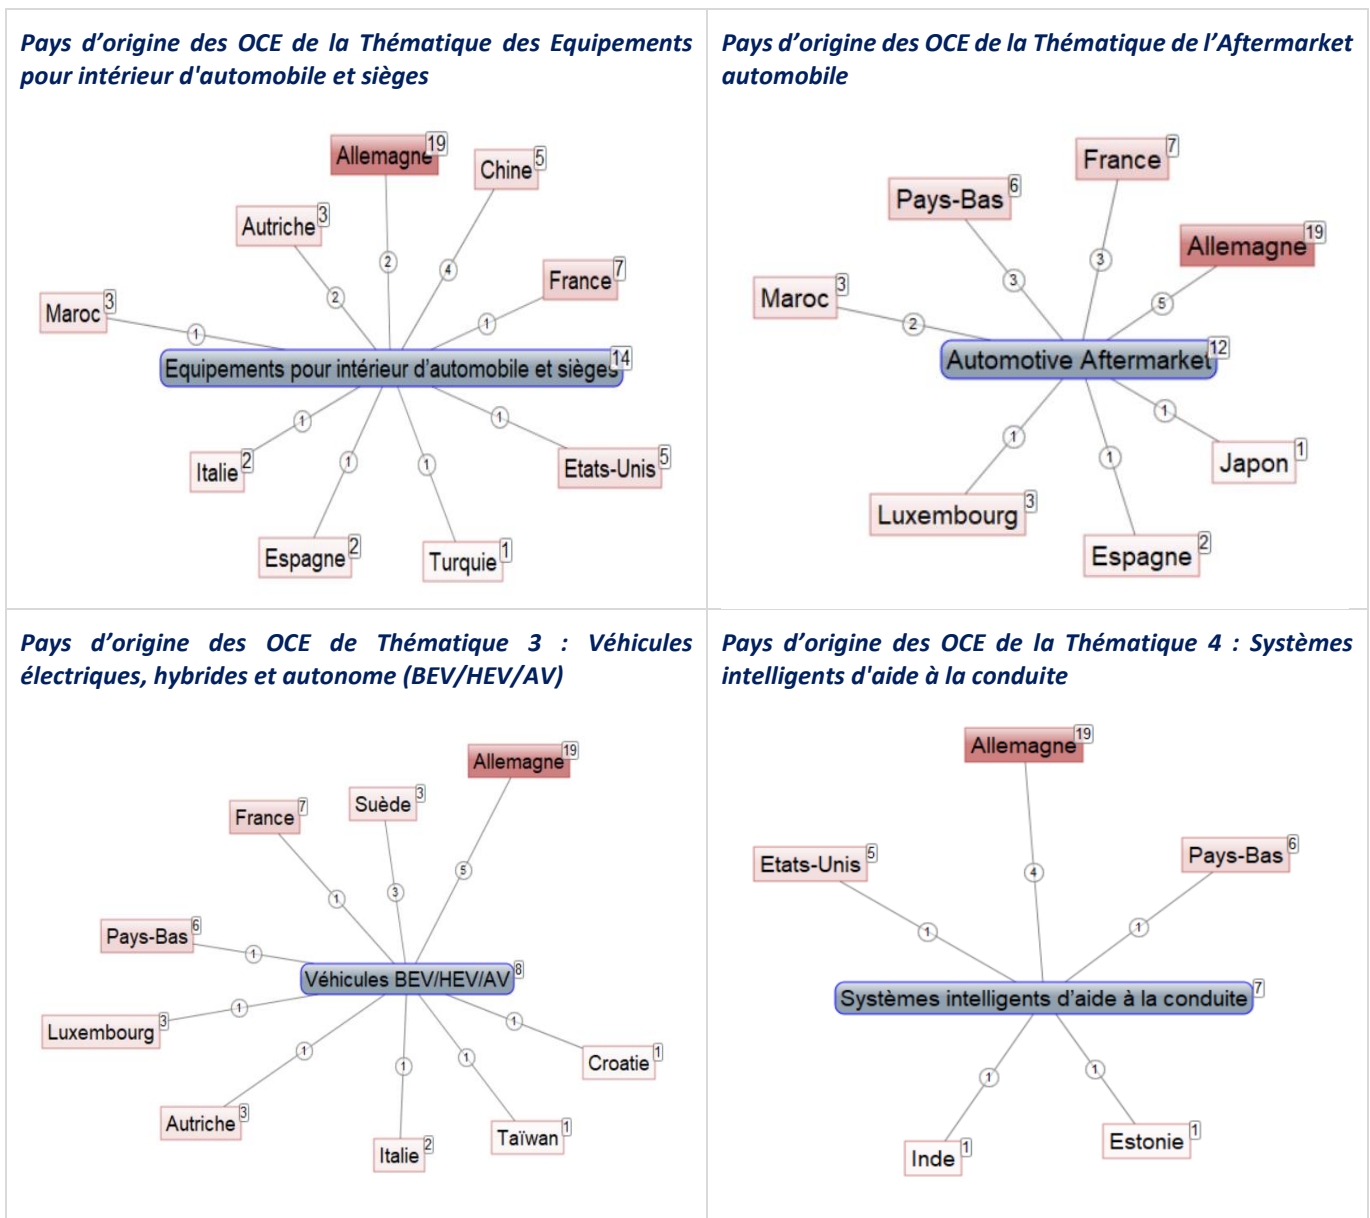 Pays d’origine des OCE de la Thématique des Equipements
pour intérieur d'automobile et sièges
Allemagne 19
Chine 5
Autriche 3
France 7
Maroc 3
2
4
2
1
1
Equipements pour intérieur d’automobile et sièges 14
1
1
1
1
Italie 2
Etats-Unis 5
Espagne 2
Turquie 1
Pays d’origine des OCE de la Thématique de l’Aftermarket
automobile
France 7
Pays-Bas 6
Allemagne 19
Maroc 3
3
3
5
2
Automotive Aftermarket 12
1
1
1
Japon 1
Luxembourg 3
Espagne 2
Pays d’origine des OCE de Thématique 3 : Véhicules
électriques, hybrides et autonome (BEV/HEV/AV)
Allemagne 19
Suède 3
France 7
5
3
1
Pays-Bas 6
1
Véhicules BEV/HEV/AV 8
1
1
Luxembourg 3
1
1
1
Croatie 1
Autriche 3
Taïwan 1
Italie 2
Pays d’origine des OCE de la Thématique 4 : Systèmes
intelligents d'aide à la conduite
Allemagne 19
Etats-Unis 5
Pays-Bas 6
4
1
1
Systèmes intelligents d’aide à la conduite 7
1
1
Inde 1
Estonie 1